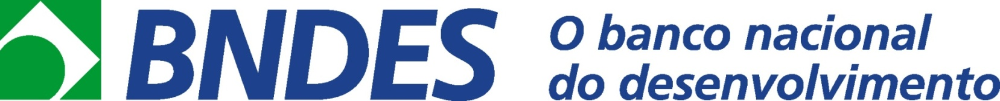 BNDES
O banco nacional
do desenvolvimento